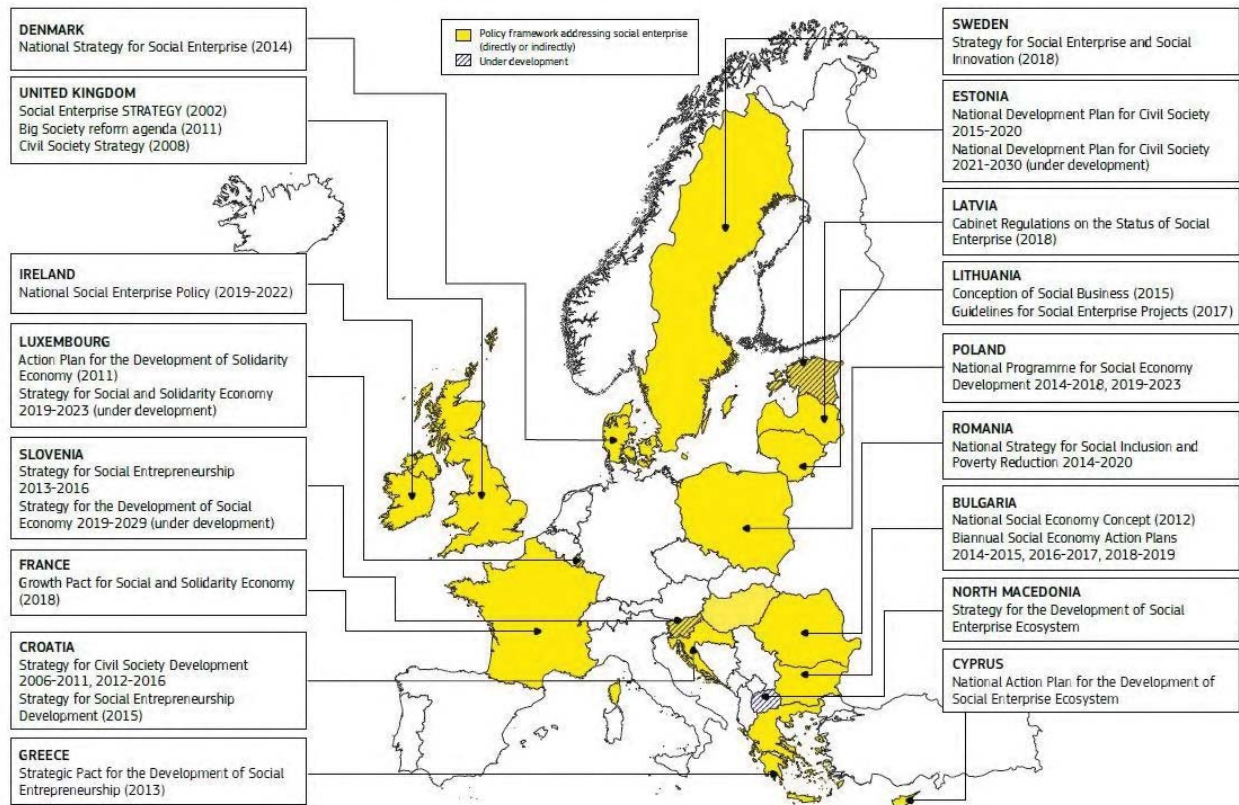 DENMARK
National Strategy for Social Enterprise (2014)
UNITED KINGDOM
Social Enterprise STRATEGY (2002)
Big Society reform agenda (2011)
Civil Society Strategy (2008)
IRELAND
National Social Enterprise Policy (2019-2022)
LUXEMBOURG
Action Plan for the Development of Solidarity
Economy (2011)
Strategy for Social and Solidarity Economy
2019-2023 (under development)
SLOVENIA
Strategy for Social Entrepreneurship
2013-2016
Strategy for the Development of Social
Economy 2019-2029 (under development)
FRANCE
Growth Pact for Social and Solidarity Economy
(2018)
CROATIA
Strategy for Civil Society Development
2006-2011, 2012-2016
Strategy for Social Entrepreneurship
Development (2015)
GREECE
Strategic Pact for the Development of Social
Entrepreneurship (2013)
Policy framework addressing social enterprise
(directly or indirectly)
Under development
SWEDEN
Strategy for Social Enterprise and Social
Innovation (2018)
ESTONIA
National Development Plan for Civil Society
2015-2020
National Development Plan for Civil Society
2021-2030 (under development)
LATVIA
Cabinet Regulations on the Status of Social
Enterprise (2018)
LITHUANIA
Conception of Social Business (2015)
Guidelines for Social Enterprise Projects (2017)
POLAND
National Programme for Social Economy
Development 2014-2018, 2019-2023
ROMANIA
National Strategy for Social Inclusion and
Poverty Reduction 2014-2020
BULGARIA
National Social Economy Concept (2012)
Biannual Social Economy Action Plans
2014-2015, 2016-2017, 2018-2019
NORTH MACEDONIA
Strategy for the Development of Social
Enterprise Ecosystem
CYPRUS
National Action Plan for the Development of
Social Enterprise Ecosystem